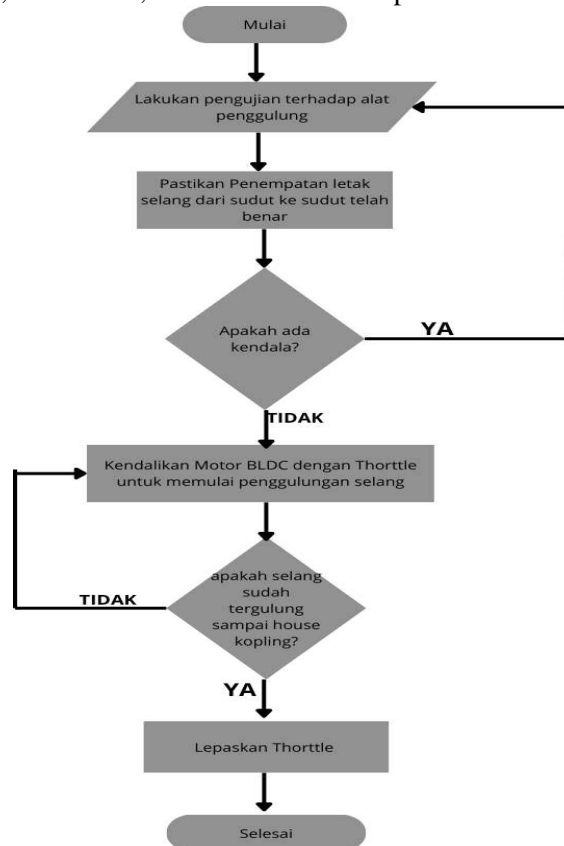 Mulai
Lakukan pengujian terhadap alat
penggulung
Pastikan Penempatan letak
selang dari sudut ke sudut telah
benar
Apakah ada
kendala?
YA
TIDAK
Kendalikan Motor BLDC dengan Thorttle
untuk memulai penggulungan selang
apakah selang
sudah
tergulung
sampai house
kopling?
TIDAK
YA
Lepaskan Thorttle
Selesai